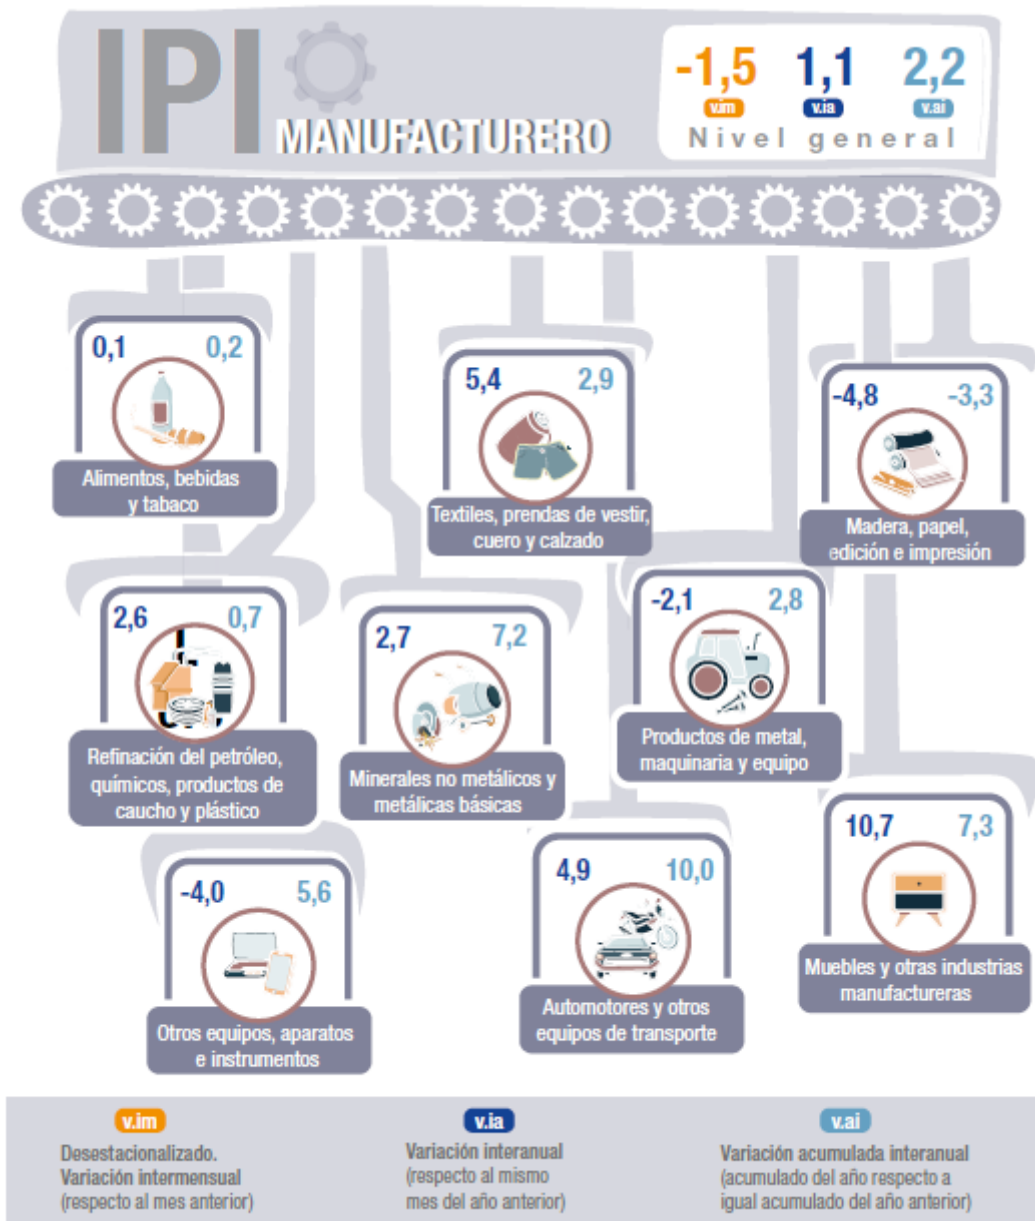 IPI
MANUFACTURERO
-1,5 1,1 2,2
v.im v.ia v.ai
Nivel general
0,1 0,2
Alimentos, bebidas
y tabaco
5,4 2,9
Textiles, prendas de vestir,
cuero y calzado
-4,8 -3,3
Madera, papel,
edición e impresión
2,6 0,7
Refinación del petróleo,
químicos, productos de
caucho y plástico
2,7 7,2
Minerales no metálicos y
metálicas básicas
-2,1 2,8
Productos de metal,
maquinaria y equipo
-4,0 5,6
Otros equipos, aparatos
e instrumentos
4,9 10,0
Automotores y otros
equipos de transporte
10,7 7,3
Muebles y otras industrias
manufactureras
v.im
Desestacionalizado.
Variación intermensual
(respecto al mes anterior)
v.ia
Variación interanual
(respecto al mismo
mes del año anterior)
v.ai
Variación acumulada interanual
(acumulado del año respecto a
igual acumulado del año anterior)